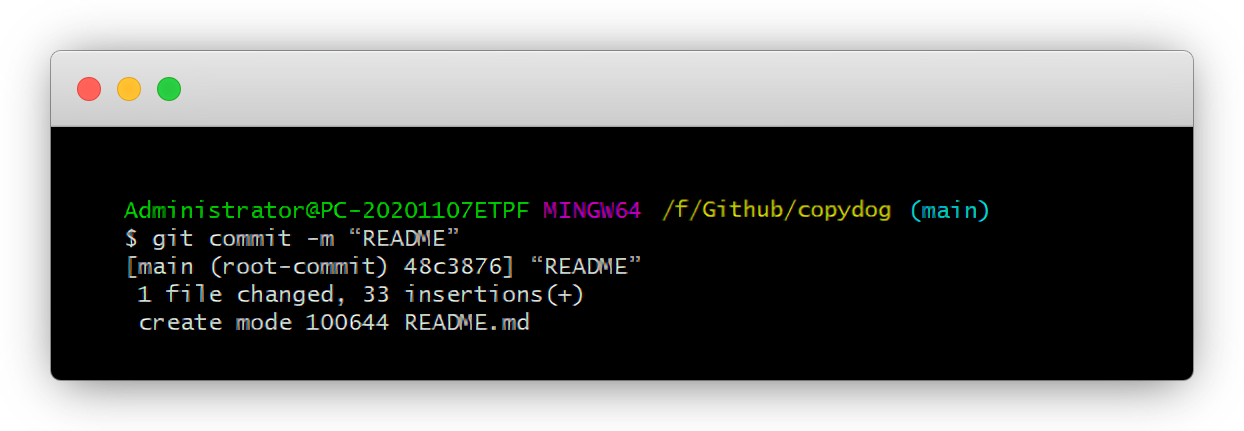 Administrator@PC-20201107ETPF MINGW64 /f/Github/copydog (main)
$ git commit -m “README”
[main (root-commit) 48c3876] “README”
1 file changed, 33 insertions(+)
create mode 100644 README.md